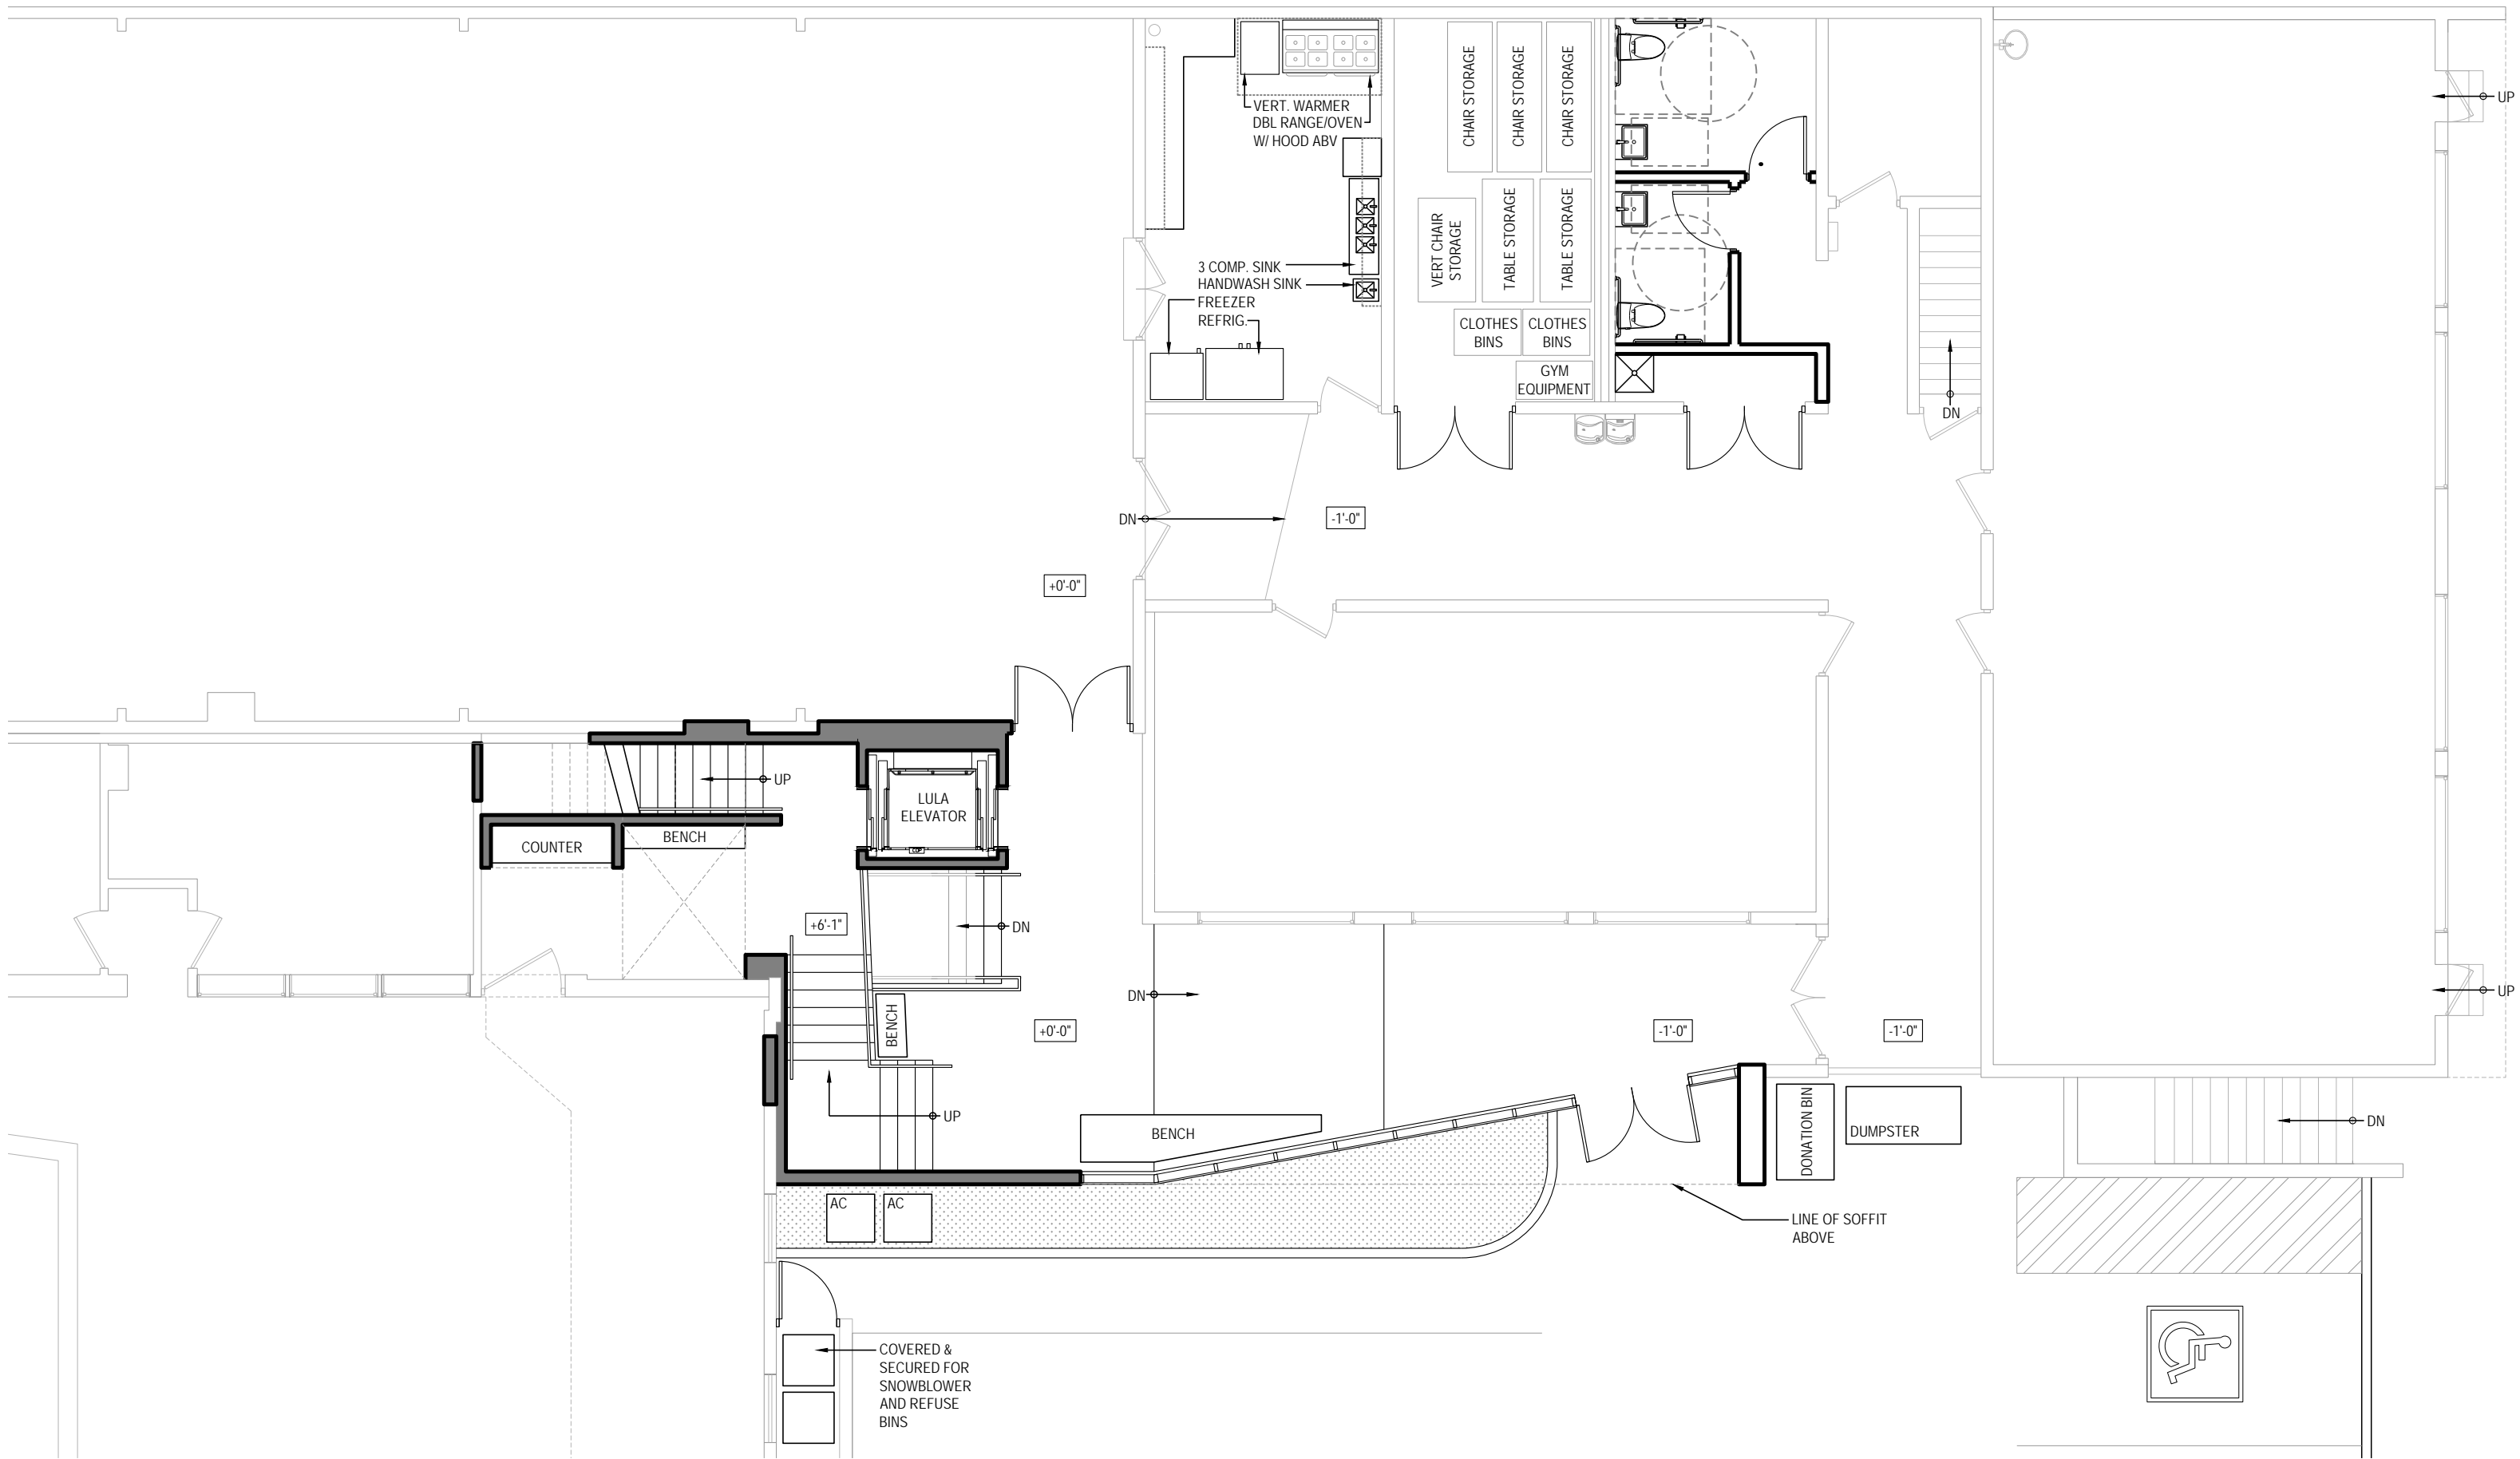 CHAIR STORAGE
CHAIR STORAGE
CHAIR STORAGE
UP
VERT. WARMER
DBL RANGE/OVEN
W/ HOOD ABV
VERT CHAIR
STORAGE
TABLE STORAGE
TABLE STORAGE
3 COMP. SINK
HANDWASH SINK
FREEZER
REFRIG.
CLOTHES
BINS
CLOTHES
BINS
GYM
EQUIPMENT
DN
DN
-1'-0"
+0'-0"
UP
LULA
ELEVATOR
COUNTER
BENCH
+6'-1"
DN
DN
UP
BENCH
+0'-0"
-1'-0"
-1'-0"
UP
BENCH
DONATION BIN
DUMPSTER
DN
AC
AC
LINE OF SOFFIT
ABOVE
COVERED &
SECURED FOR
SNOWBLOWER
AND REFUSE
BINS